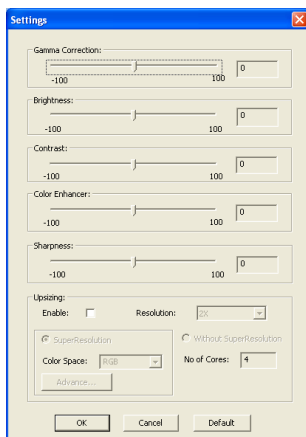 Settings
Gamma Correction:
0
-100 100
Brightness:
0
-100 100
Contrast:
0
-100 100
Color Enhancer:
0
-100 100
Sharpness:
0
-100 100
Upsizing:
Enable: Resolution: 2X
SuperResolution Without SuperResolution
Color Space: RGB No of Cores: 4
Advance...
OK Cancel Default